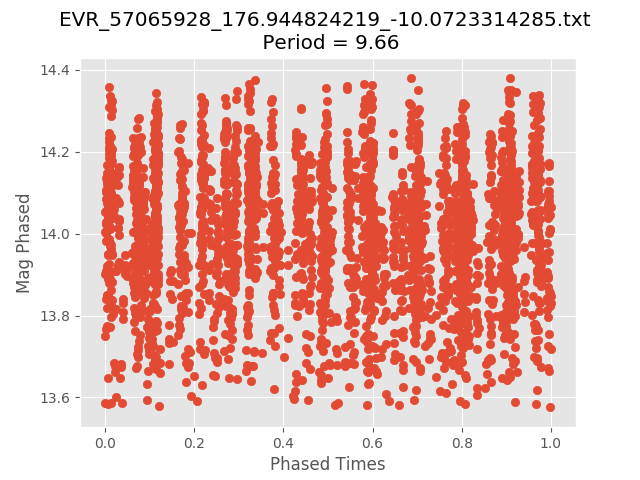 EVR_57065928_176.944824219_-10.0723314285.txt
Period = 9.66
14.4
14.2
14.0
13.8
13.6
Mag Phased
0.0 0.2 0.4 0.6 0.8 1.0
Phased Times